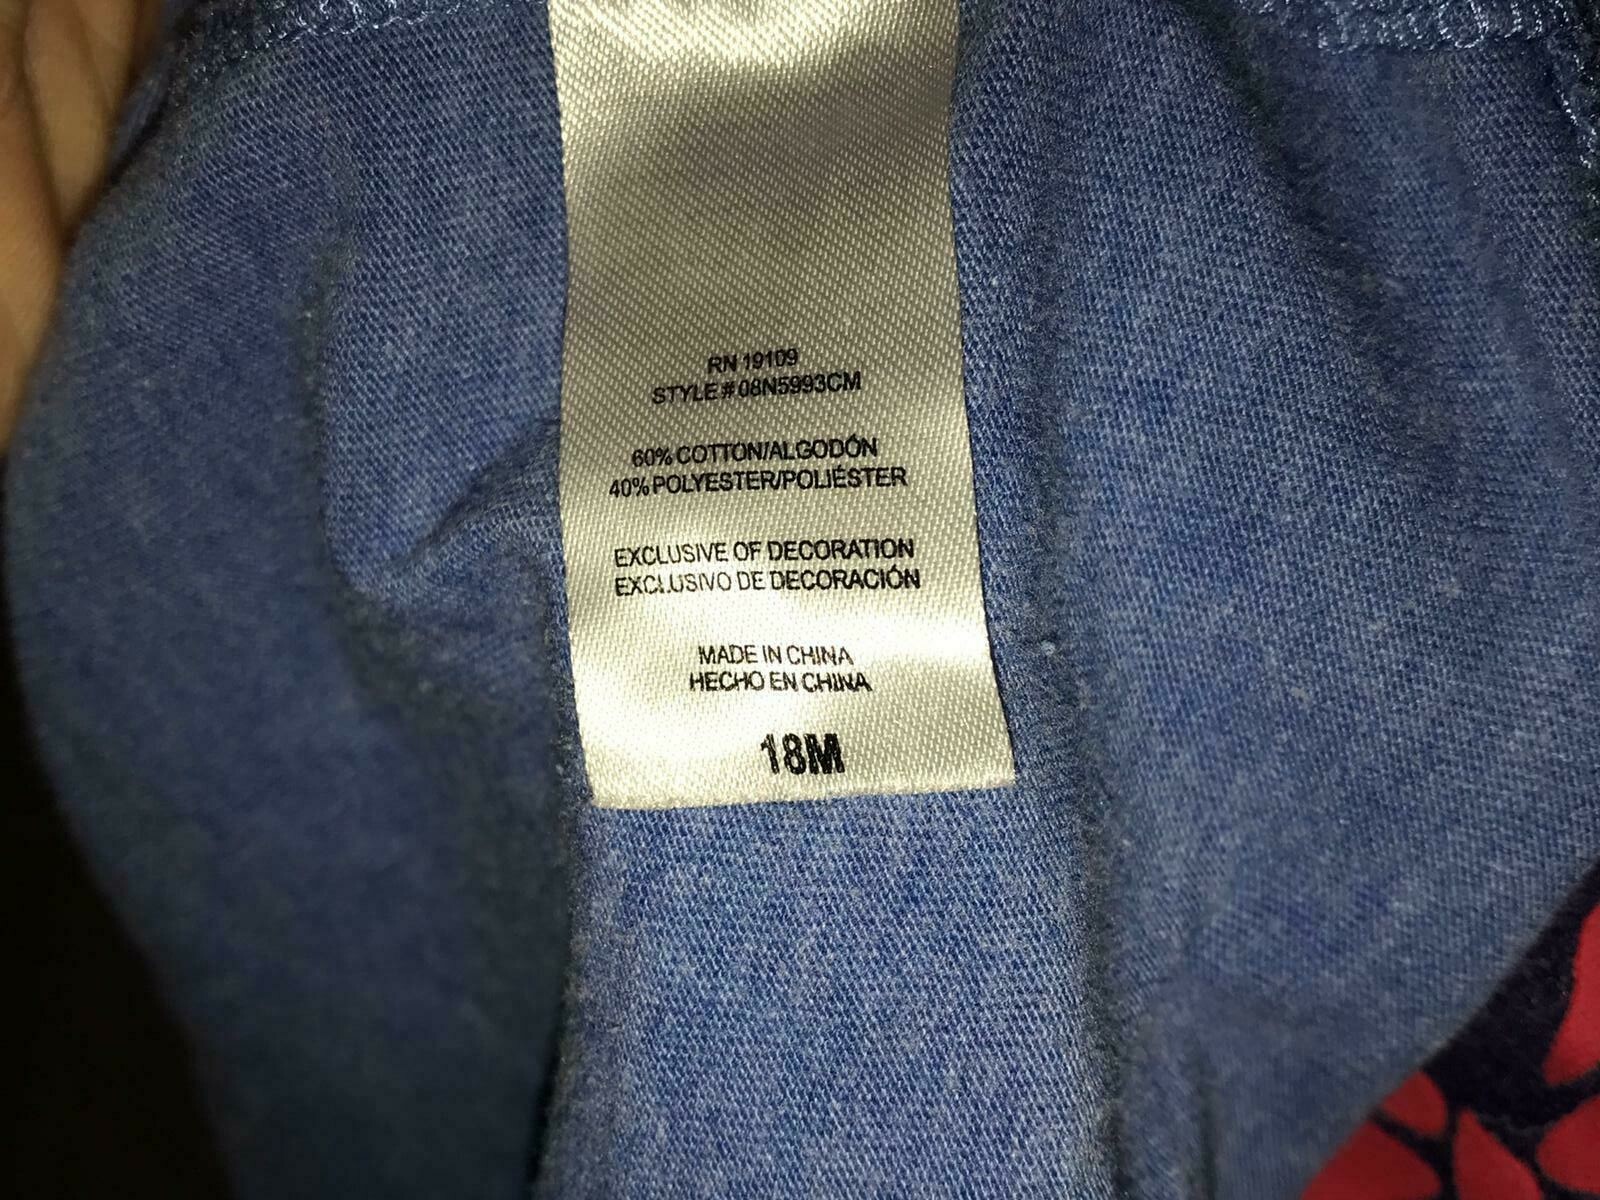 RN 19109
STYLE # 08N5993CM
60% COTTON/ALGODÓN
40% POLYESTER/POLIÉSTER
EXCLUSIVE OF DECORATION
EXCLUSIVO DE DECORACIÓN
MADE IN CHINA
HECHO EN CHINA
18M